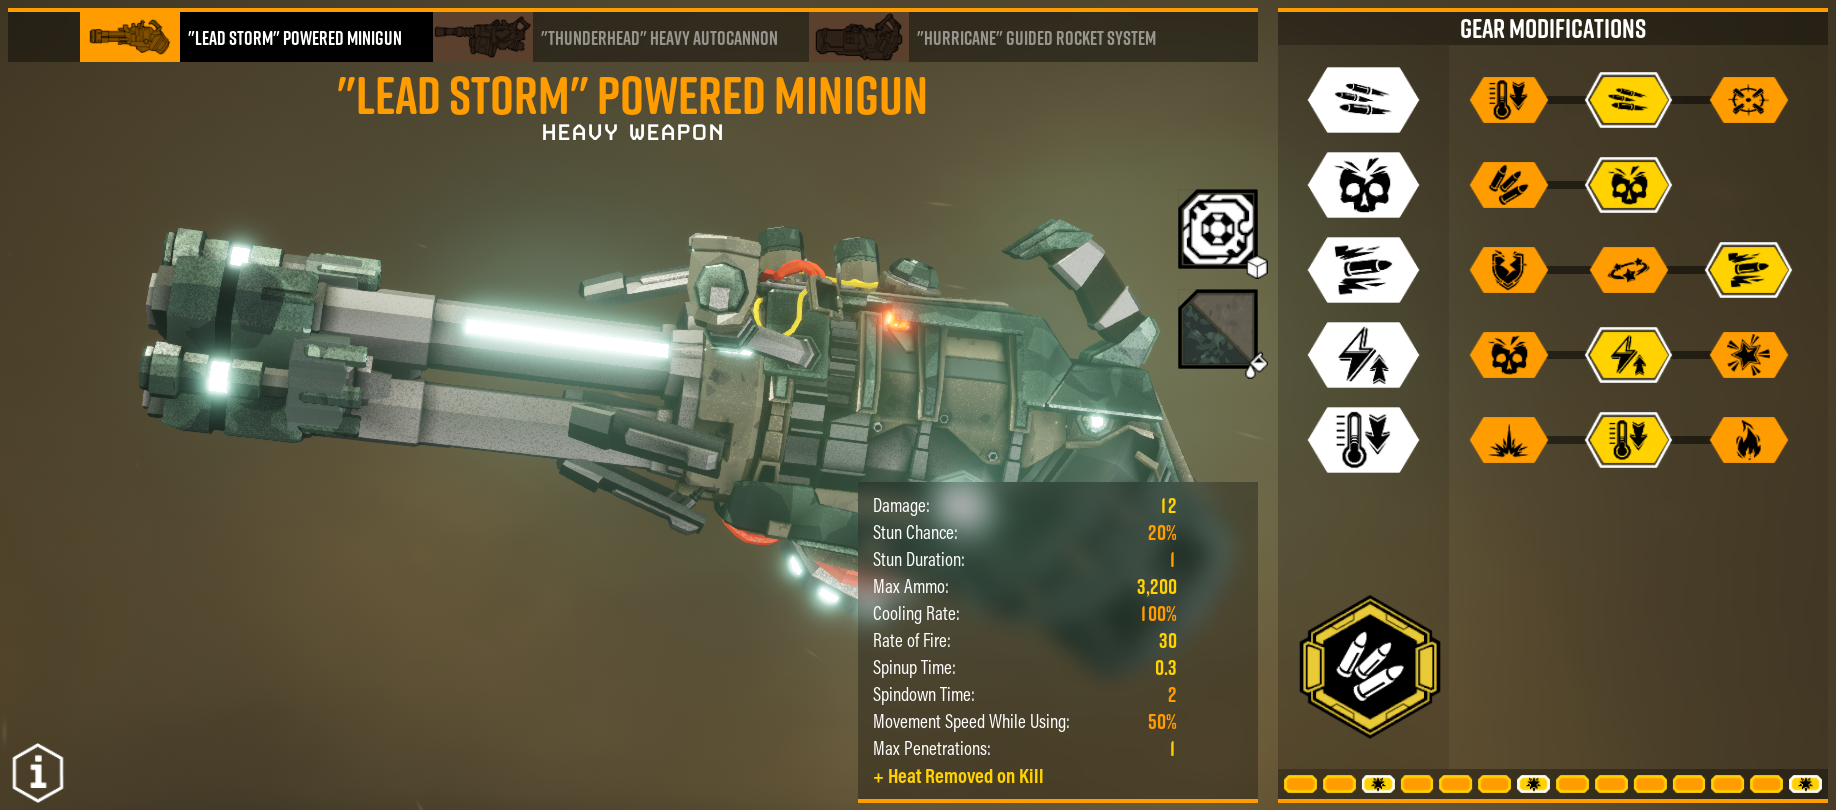 "LEAD STORM" POWERED MINIGUN
"THUNDERHEAD" HEAVY AUTOCANNON
"HURRICANE" GUIDED ROCKET SYSTEM
GEAR MODIFICATIONS
"LEAD STORM" POWERED MINIGUN
HEAVY WEAPON
Damage: 12
Stun Chance: 20%
Stun Duration: 1
Max Ammo: 3,200
Cooling Rate: 100%
Rate of Fire: 30
Spinup Time: 0.3
Spindown Time: 2
Movement Speed While Using: 50%
Max Penetrations: 1
+ Heat Removed on Kill